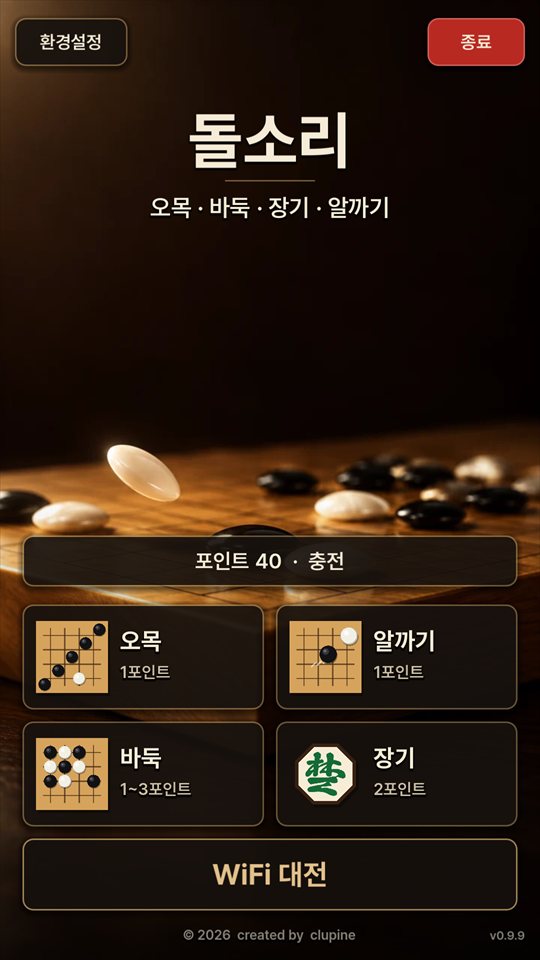 환경설정
종료
돌소리
오목 · 바둑 · 장기 · 알까기
포인트 40 · 충전
오목
1포인트
알까기
1포인트
바둑
1~3포인트
楚
장기
2포인트
WiFi 대전
© 2026 created by clupine
v0.9.9